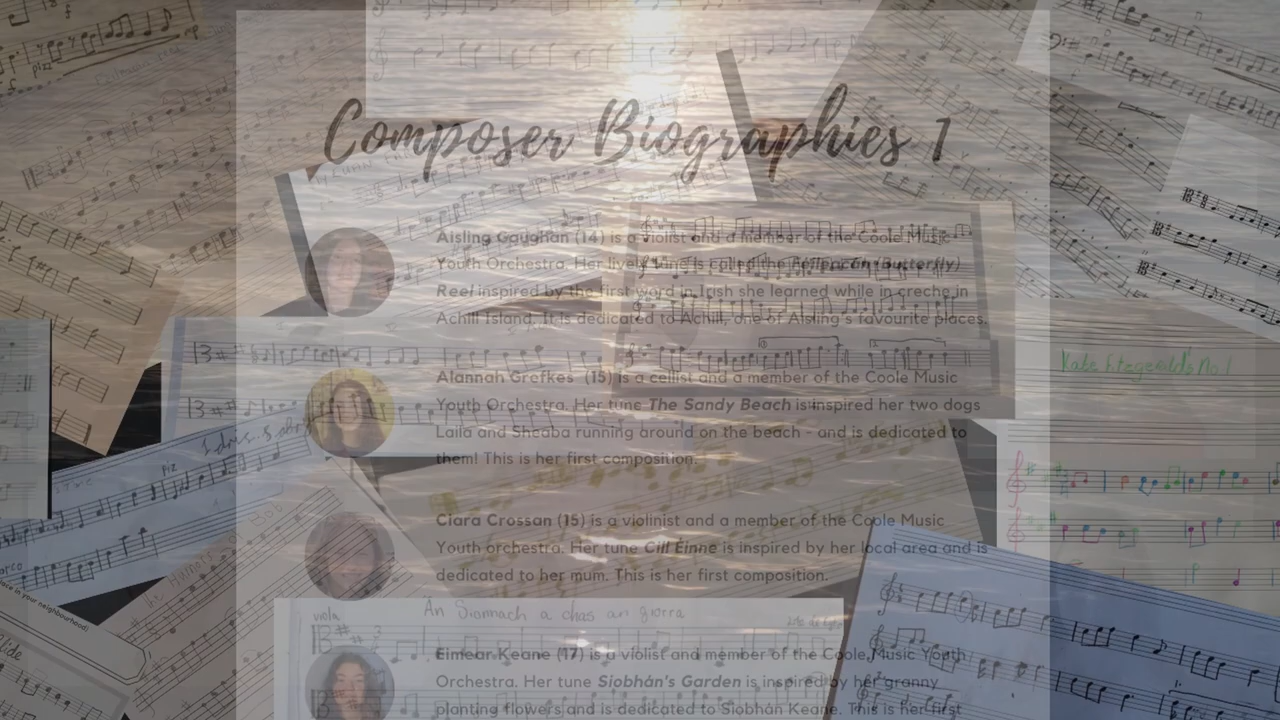 Composer Biographies 1
Aisling Gaughan (14) is a violist and a member of the Coole Music
Youth Orchestra. Her lively tune is called the
(Butterfly)
Reel inspired by the first word in Irish she learned while in creche in
Achill Island. It is dedicated to Achill, one of Aisling's favourite places.
Alannah Grefkes (15) is a cellist and a member of the Coole Music
Youth Orchestra. Her tune The Sandy Beach is inspired her two dogs
Laila and Sheaba running around on the beach - and is dedicated to
them! This is her first composition.
Kate Fitzgerald's No 1
piz
arco
Ciara Crossan (15) is a violinist and a member of the Coole Music
Youth orchestra. Her tune Cill Éinne is inspired by her local area and is
dedicated to her mum. This is her first composition.
viola
An Sionnach a chas an giorra
Eimear Keane (17) is a violist and member of the Coole Music Youth
Orchestra. Her tune Siobhán's Garden is inspired by her granny
planting flowers and is dedicated to Siobhán Keane. This is her first
in your neighbourhood!